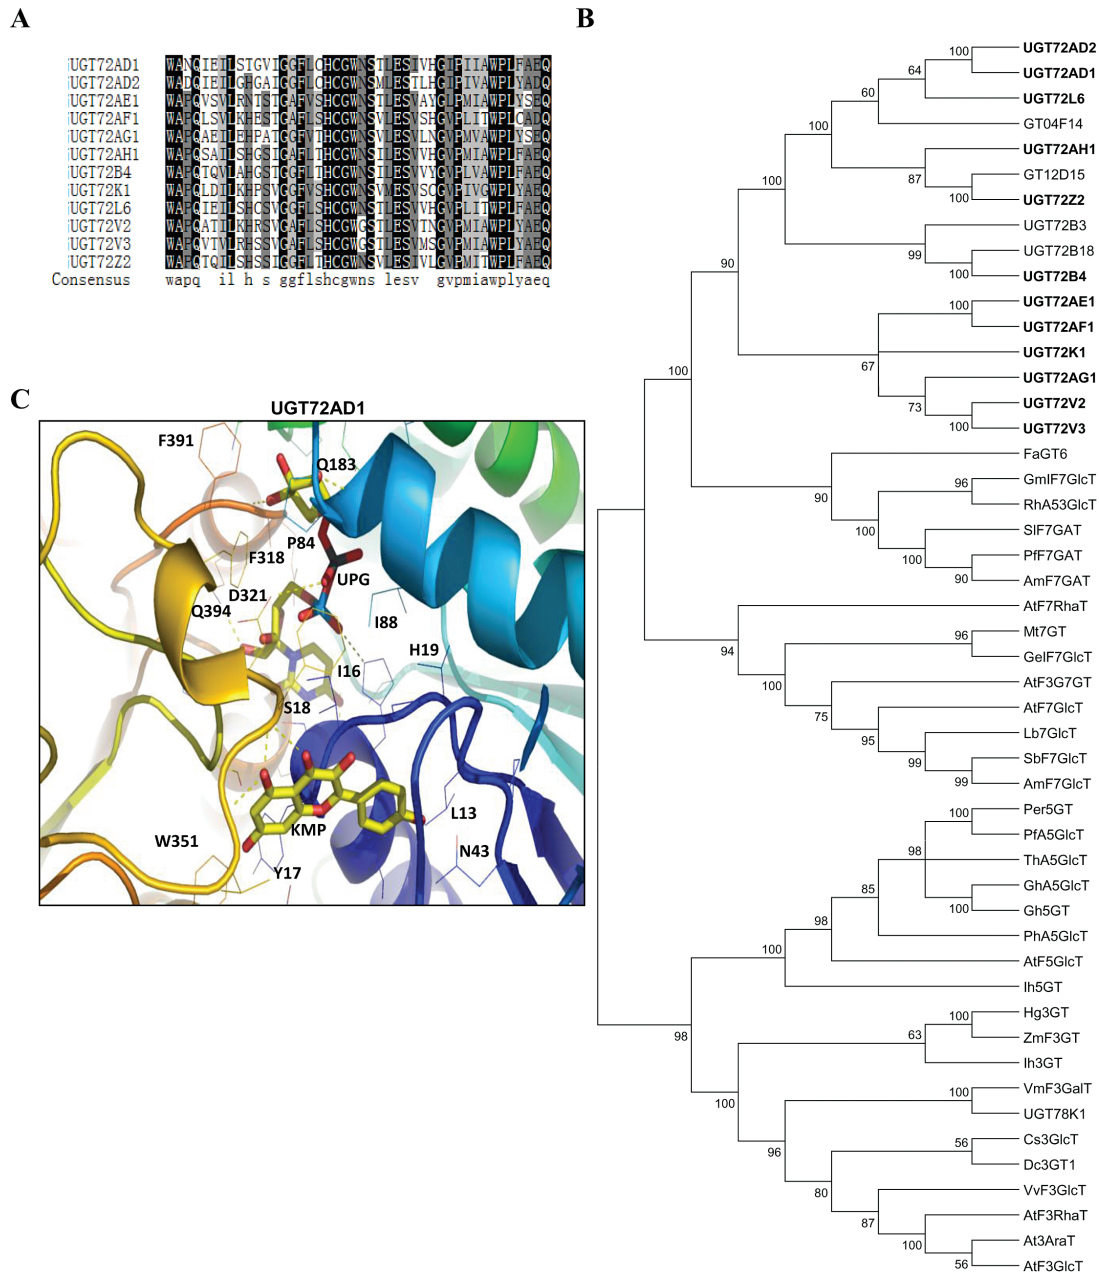 A
UGT72AD1 WANQIEILSTGVIGGFLCHCGWNSTLESIVHGIPIIAWPLFAEQ
UGT72AD2 WADQIEILGHGAIGGFLCHCGWNSMLESTLHGIPIVAWPLYAEQ
UGT72AE1 WAPQVSVLRNTSTGAFVSHCGWNSVLESVAYGLPMIAWPLYSEQ
UGT72AF1 WAPQLSVLKHESTGAFLSHCGWNSVLESVSHGVPLITWPLCADQ
UGT72AG1 WAPQAEILEHPATGGFVTHCGWNSVLESVLNGVPMVAWPLYSEQ
UGT72AH1 WAPQSAILSHGSIGAFLTHCGWNSILESVVHGVPMIAWPLFAEQ
UGT72B4 WAPQTQVLAHGSTGGFLTHCGWNSILESVVYGVPLVAWPLFAEQ
UGT72K1 WAPQLDILKHPSVGGFVSHCGWNSVMESVSCGVPIVGWPLYAEQ
UGT72L6 WAPQIEILSHCSVGGFLSHCGWNSTLESVVHGVPLITWPLFAEQ
UGT72V2 WAPQATILKHRSVGAFLSHCGWGSTLESVTNGVPMIAWPLYAEQ
UGT72V3 WAPQVTVLRHSSVGAFLSHCGWGSTLESVMSGVPMIAWPLYAEQ
UGT72Z2 WAPQTQILSHSSIGGFLTHCGWNSVLESIVLGVPMIAWPLFAEQ
Consensus wapq il h s ggflshcgwns lesv gvpmiawplyaeq
C
UGT72AD1
F391
Q183
P84
F318
UPG
D321
Q394
I88
H19
I16
S18
L13
KMP
W351
N43
Y17
B
UGT72AD2
100
UGT72AD1
64
UGT72L6
60
GT04F14
100
UGT72AH1
GT12D15
87
100
UGT72Z2
100
UGT72B3
UGT72B18
99
100
UGT72B4
90
UGT72AE1
100
UGT72AF1
UGT72K1
67
UGT72AG1
100
UGT72V2
73
100
UGT72V3
FaGT6
GmIF7GlcT
96
90
RhA53GlcT
SlF7GAT
100
PfF7GAT
100
90
AmF7GAT
AtF7RhaT
Mt7GT
96
94
GeIF7GlcT
100
AtF3G7GT
AtF7GlcT
75
Lb7GlcT
95
SbF7GlcT
99
99
AmF7GlcT
Per5GT
100
PfA5GlcT
98
ThA5GlcT
GhA5GlcT
85
100
Gh5GT
98
PhA5GlcT
100
AtF5GlcT
Ih5GT
98
Hg3GT
100
ZmF3GT
63
Ih3GT
100
VmF3GalT
100
UGT78K1
96
Cs3GlcT
56
Dc3GT1
80
VvF3GlcT
87
AtF3RhaT
100
At3AraT
56
AtF3GlcT